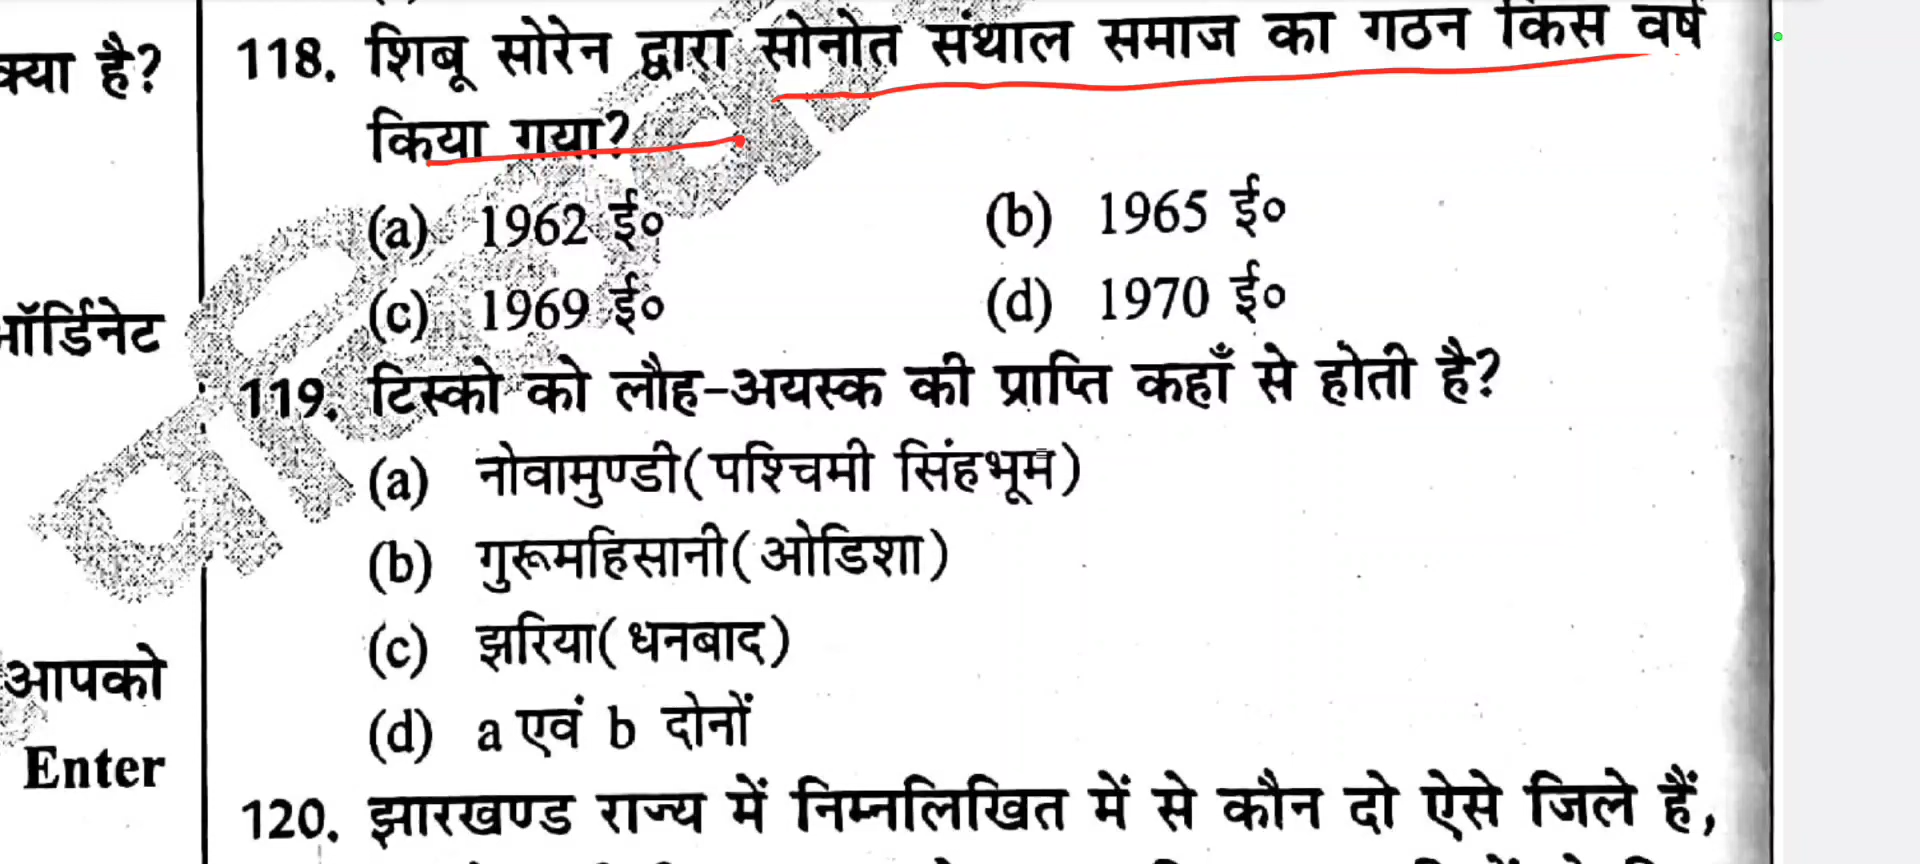 क्या है?
ऑर्डिनेट
आपको
Enter
118. शिबू सोरेन द्वारा सोनोत संथाल समाज का गठन किस वर्ष
किया गया?
(a) 1962 ई० (b) 1965 ई०
(c) 1969 ई० (d) 1970 ई०
119. टिस्को को लौह-अयस्क की प्राप्ति कहाँ से होती है?
(a) नोवामुण्डी(पश्चिमी सिंहभूम)
(b) गुरूमहिसानी(ओडिशा)
(c) झरिया(धनबाद)
(d) a एवं b दोनों
120. झारखण्ड राज्य में निम्नलिखित में से कौन दो ऐसे जिले हैं,